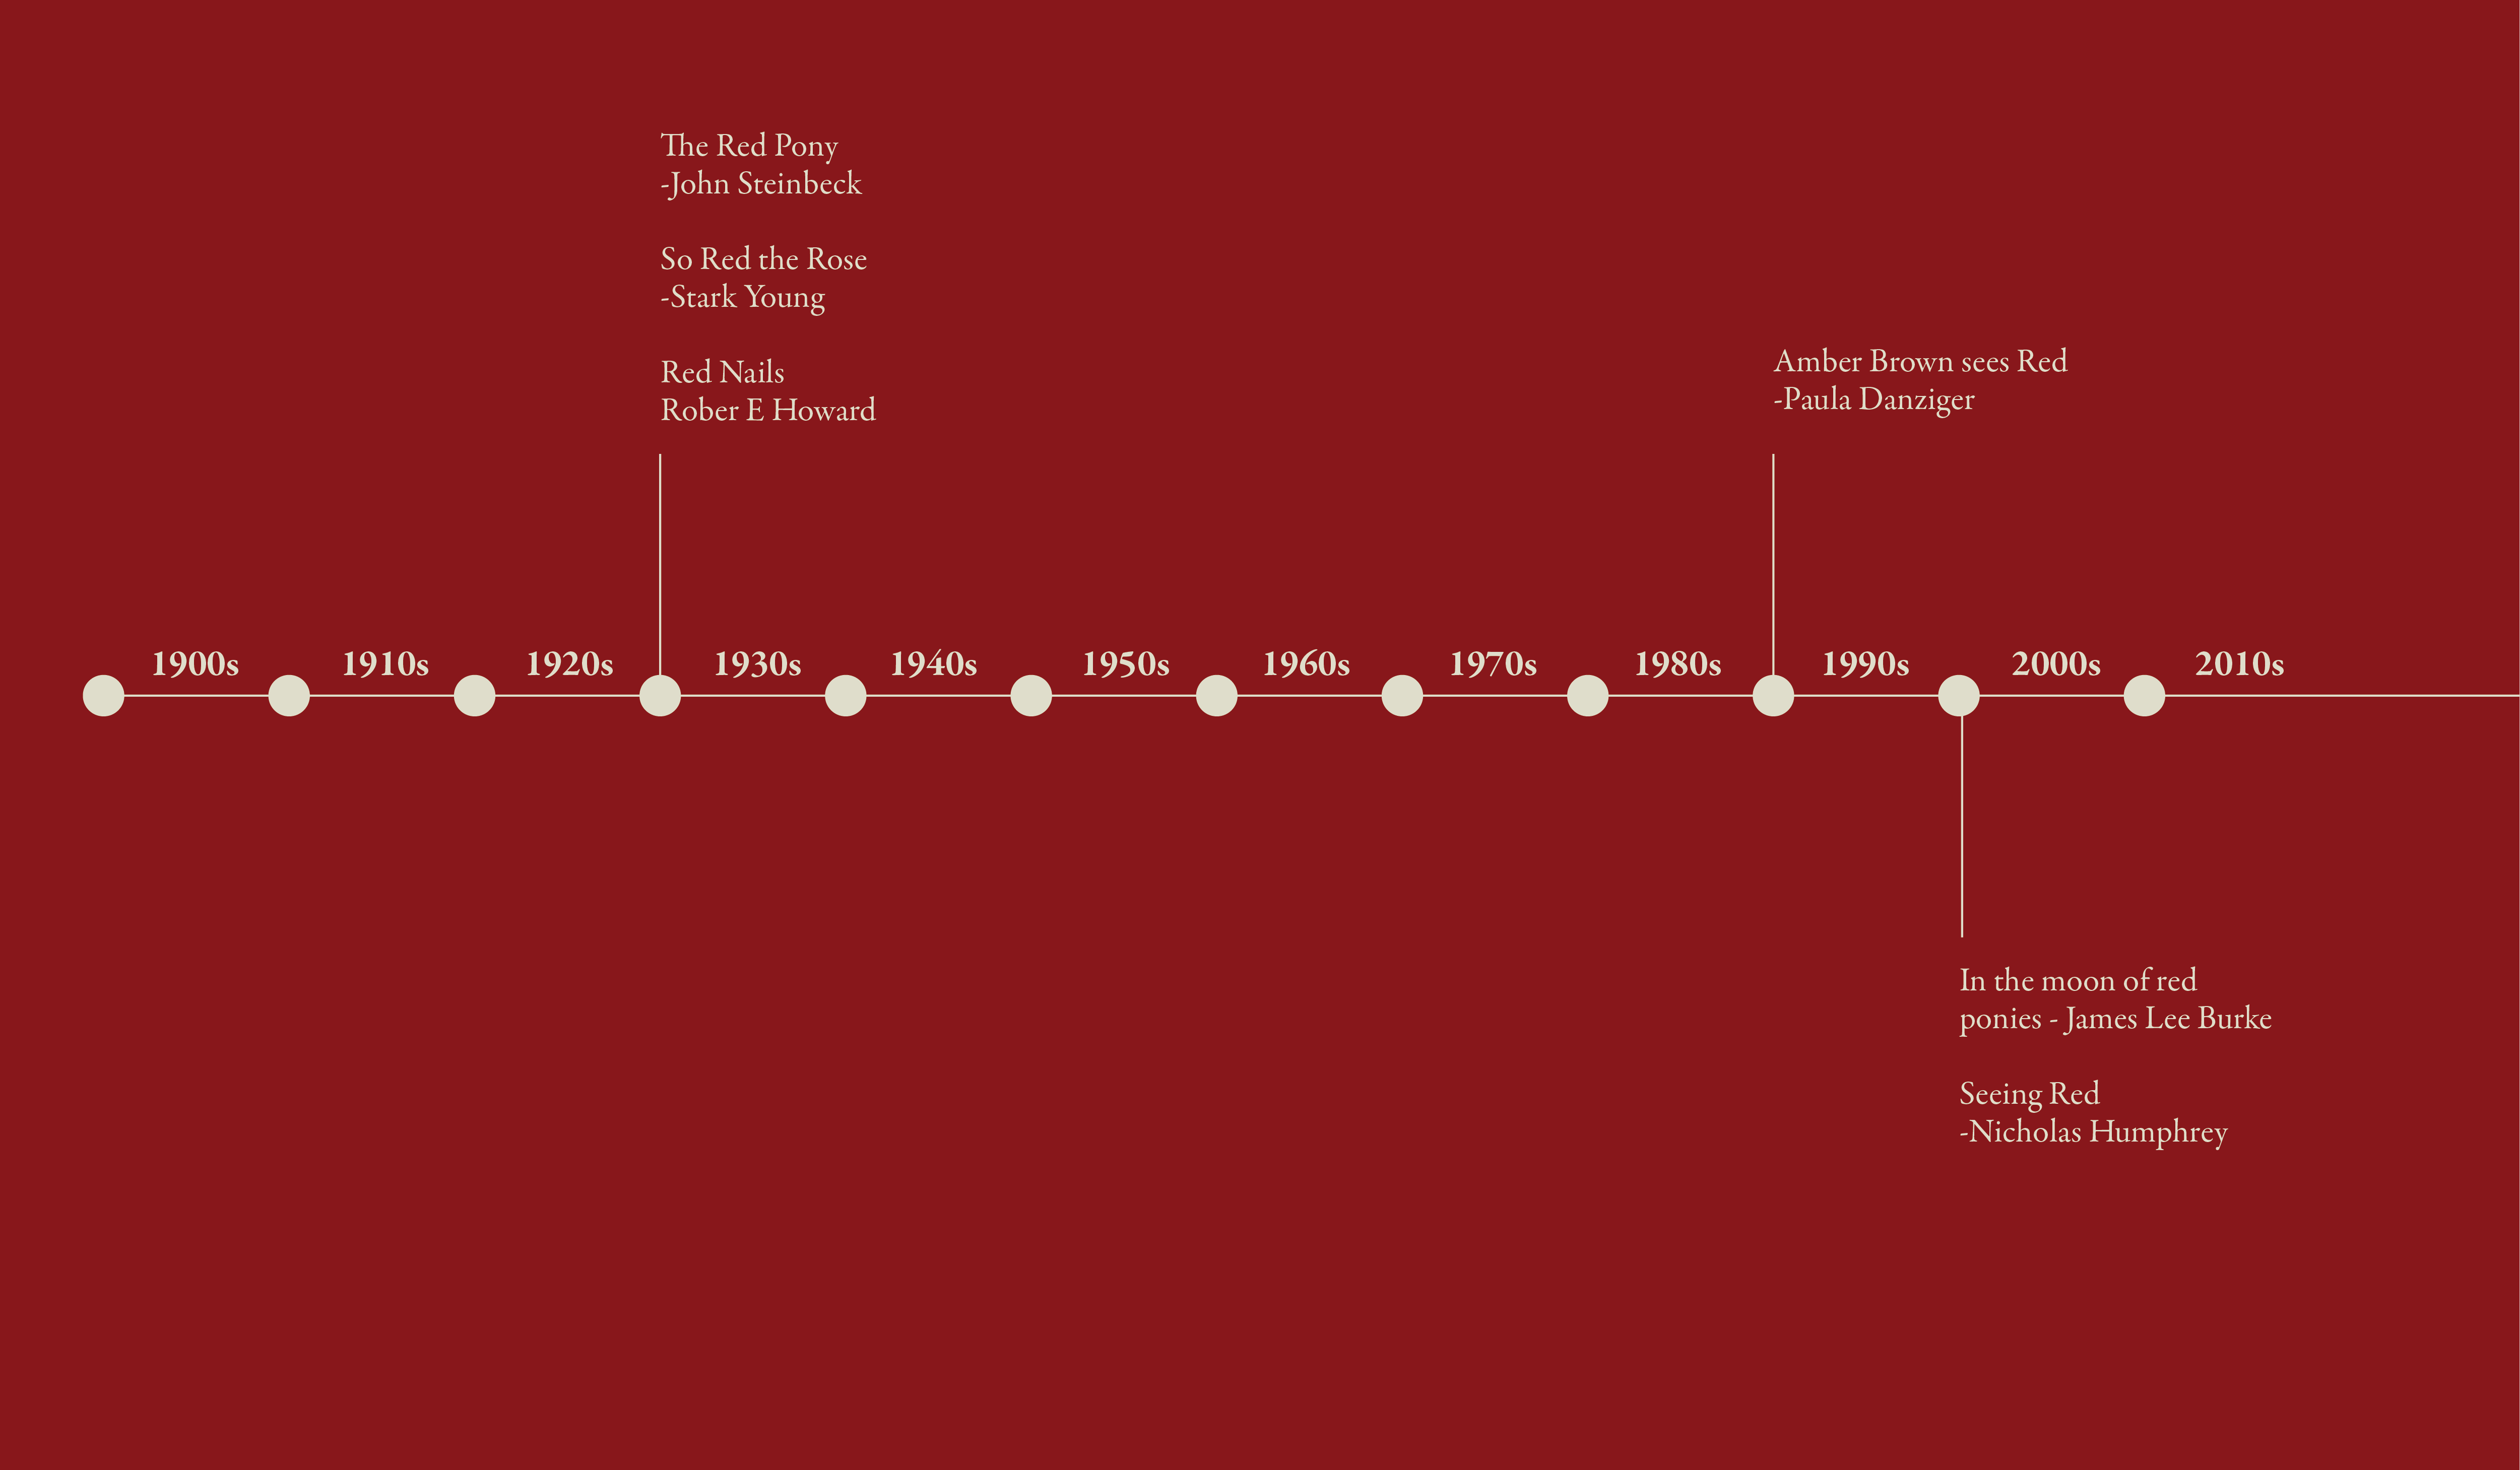 The Red Pony
-John Steinbeck
So Red the Rose
-Stark Young
Red Nails
Rober E Howard
Amber Brown sees Red
-Paula Danziger
1900s 1910s 1920s 1930s 1940s 1950s 1960s 1970s 1980s 1990s 2000s 2010s
In the moon of red
ponies - James Lee Burke
Seeing Red
-Nicholas Humphrey